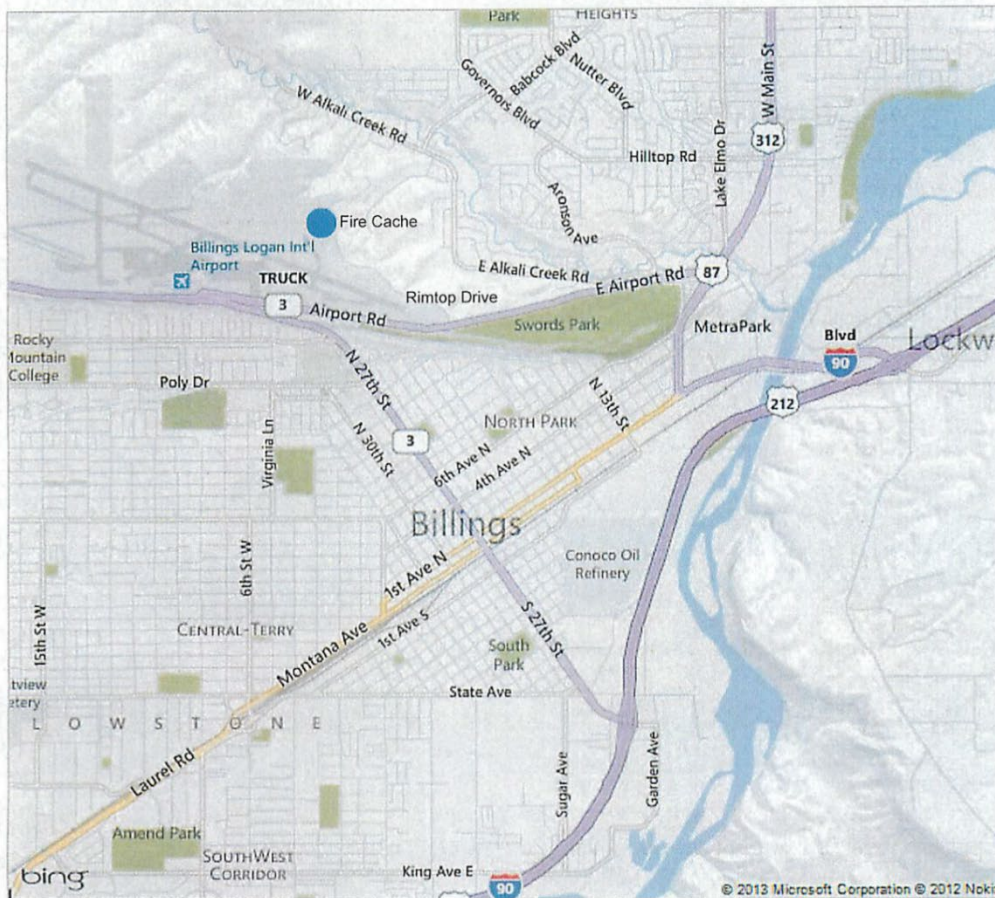 Park
HEIGHTS
Babcock Blvd
Nutter Blvd
Governors Blvd
W Main St
W Alkali Creek Rd
Lake Elmo Dr
312
Hilltop Rd
Aronson Ave
Fire Cache
Billings Logan Int'l
Airport
E Alkali Creek Rd
E Airport Rd
87
TRUCK
3
Airport Rd
Rimtop Drive
Swords Park
MetraPark
Blvd
90
Lockw
Rocky
Mountain
College
Poly Dr
N 27th St
N 13th St
212
NORTH PARK
Virginia Ln
N 30th St
3
6th Ave N
4th Ave N
Billings
Conoco Oil
Refinery
1st Ave N
15th St W
6th St W
CENTRAL-TERRY
Montana Ave
1st Ave S
S 27th St
South
Park
State Ave
tview
etery
LOWSTONE
Laurel Rd
Sugar Ave
Garden Ave
Amend Park
SOUTHWEST
CORRIDOR
King Ave E
90
bing
© 2013 Microsoft Corporation © 2012 Noki